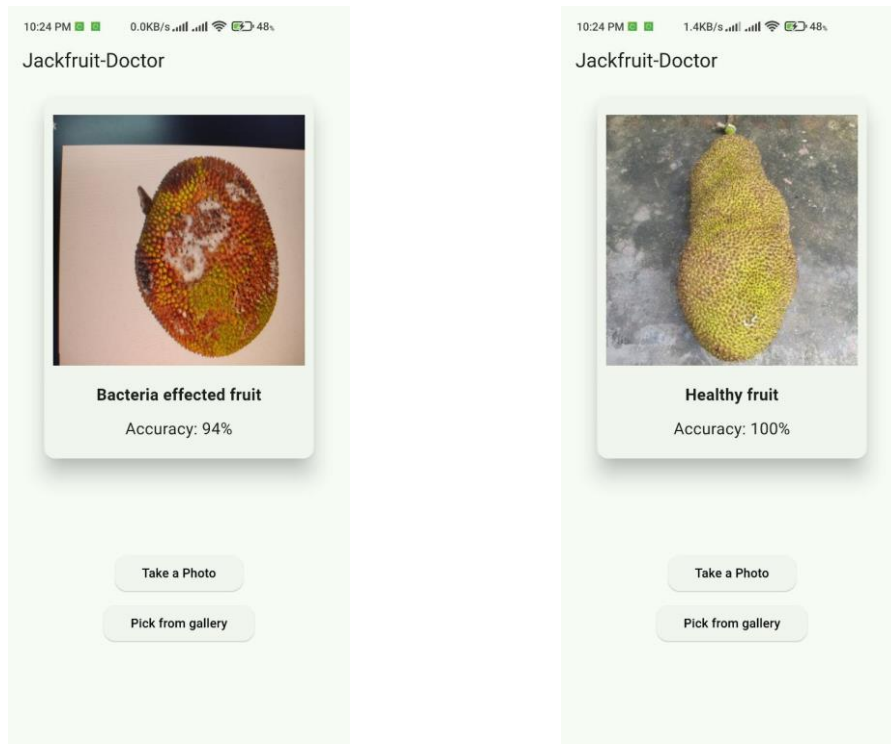 10:24 PM 0.0KB/s 48%
Jackfruit-Doctor
Bacteria effected fruit
Accuracy: 94%
Take a Photo
Pick from gallery
10:24 PM 1.4KB/s 48%
Jackfruit-Doctor
Healthy fruit
Accuracy: 100%
Take a Photo
Pick from gallery